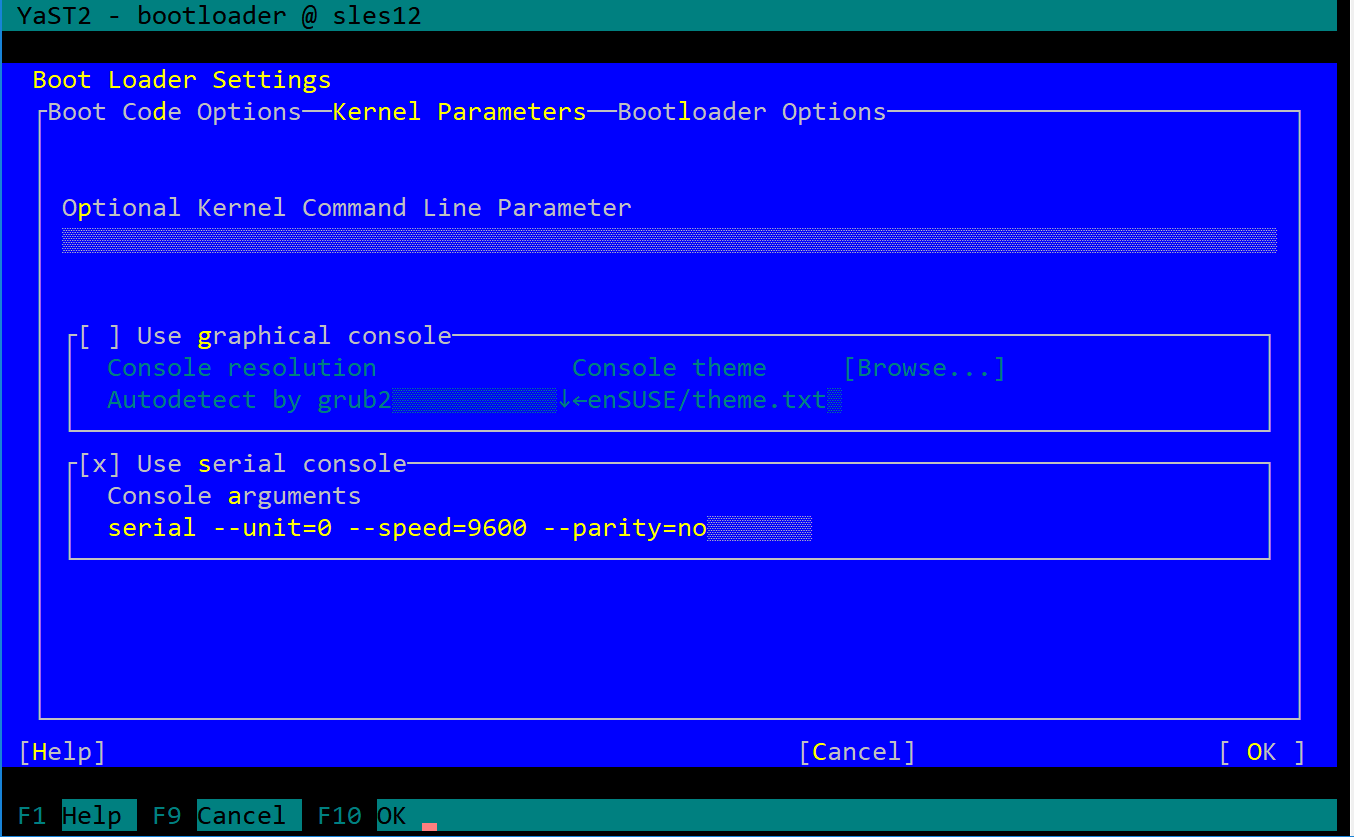 YaST2 - bootloader @ sles12
Boot Loader Settings
Boot Code Options Kernel Parameters Bootloader Options
Optional Kernel Command Line Parameter
[ ] Use graphical console
Console resolution Console theme [Browse...]
Autodetect by grub2 ↓←enSUSE/theme.txt
[x] Use serial console
Console arguments
serial --unit=0 --speed=9600 --parity=no
[Help] [Cancel] [ OK ]
F1 Help F9 Cancel F10 OK